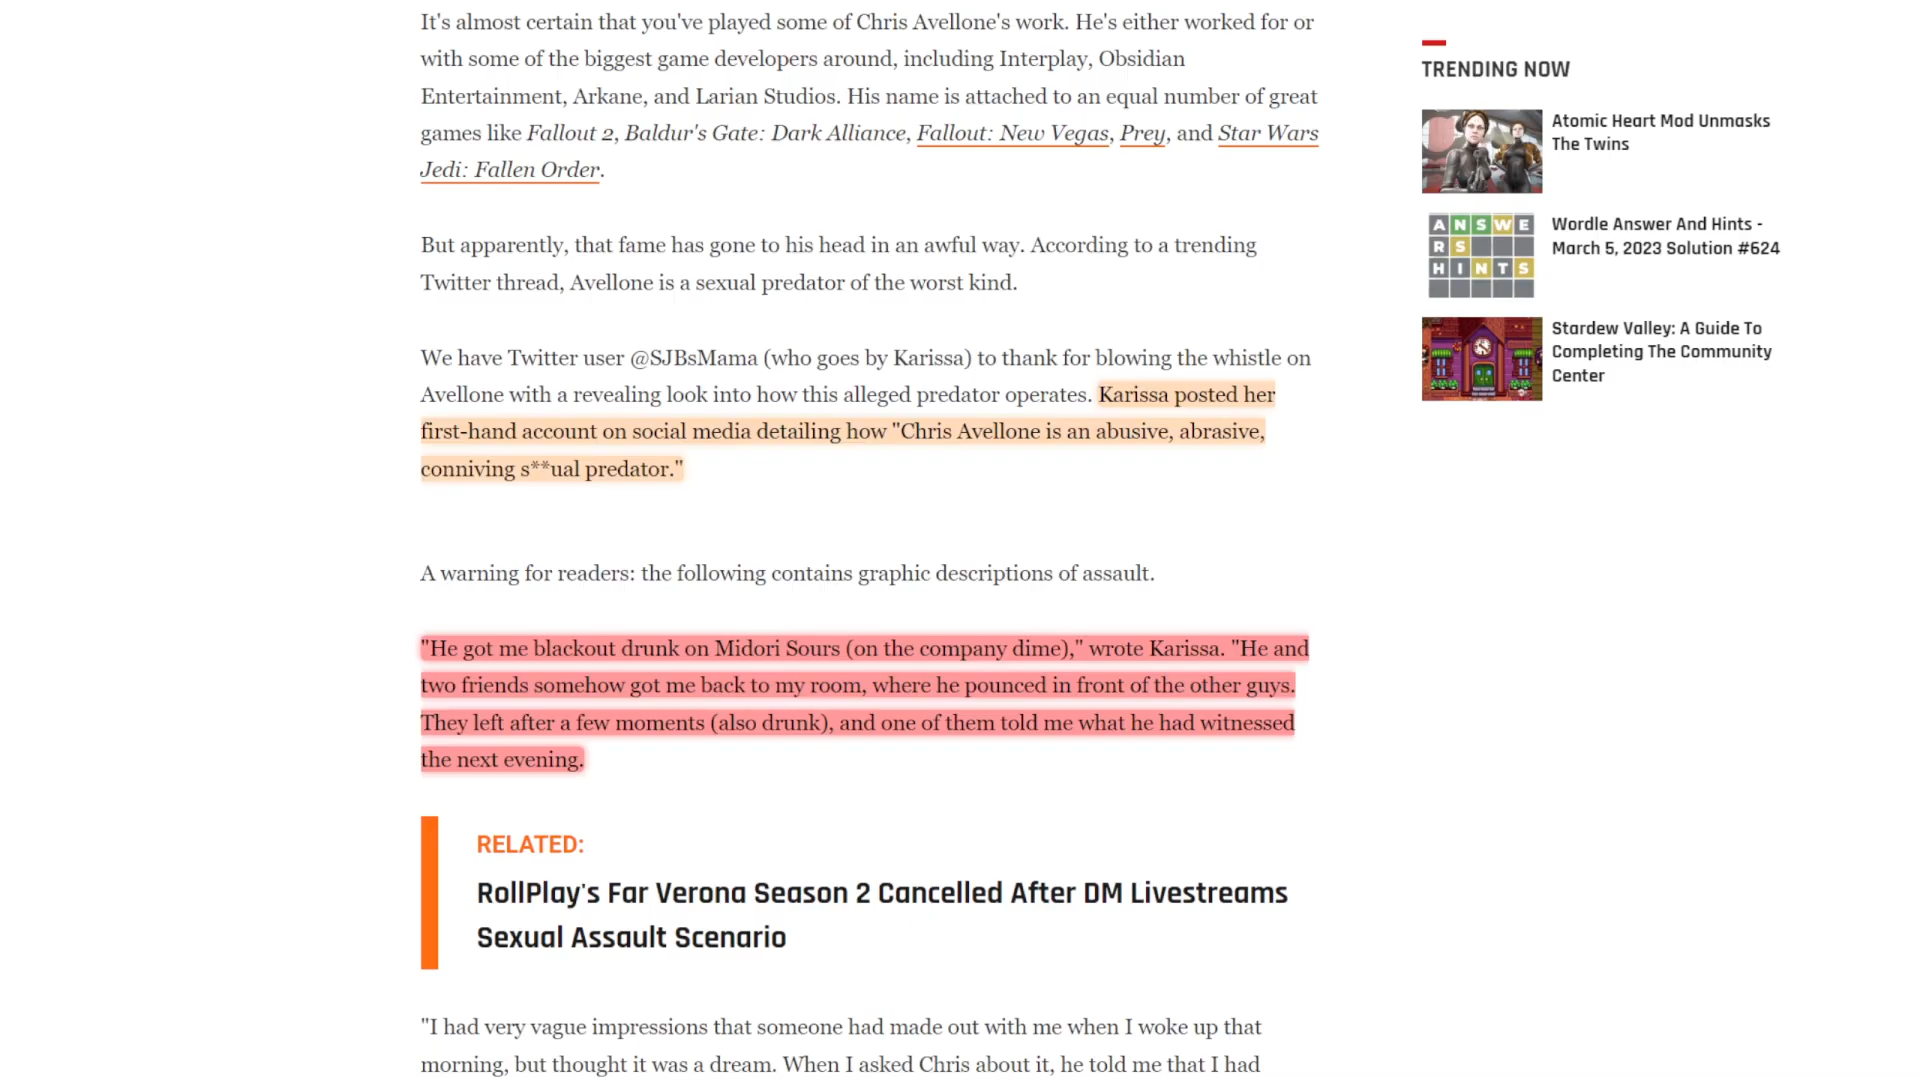 It's almost certain that you've played some of Chris Avellone's work. He's either worked for or
with some of the biggest game developers around, including Interplay, Obsidian
Entertainment, Arkane, and Larian Studios. His name is attached to an equal number of great
games like Fallout 2, Baldur's Gate: Dark Alliance, Fallout: New Vegas, Prey, and Star Wars
Jedi: Fallen Order.
But apparently, that fame has gone to his head in an awful way. According to a trending
Twitter thread, Avellone is a sexual predator of the worst kind.
We have Twitter user @SJBsMama (who goes by Karissa) to thank for blowing the whistle on
Avellone with a revealing look into how this alleged predator operates. Karissa posted her
first-hand account on social media detailing how "Chris Avellone is an abusive, abrasive,
conniving s**ual predator."
A warning for readers: the following contains graphic descriptions of assault.
"He got me blackout drunk on Midori Sours (on the company dime)," wrote Karissa. "He and
two friends somehow got me back to my room, where he pounced in front of the other guys.
They left after a few moments (also drunk), and one of them told me what he had witnessed
the next evening.
RELATED:
RollPlay's Far Verona Season 2 Cancelled After DM Livestreams
Sexual Assault Scenario
"I had very vague impressions that someone had made out with me when I woke up that
morning, but thought it was a dream. When I asked Chris about it, he told me that I had
TRENDING NOW
Atomic Heart Mod Unmasks
The Twins
ANSWE
RS
HINTS
Wordle Answer And Hints -
March 5, 2023 Solution #624
Stardew Valley: A Guide To
Completing The Community
Center